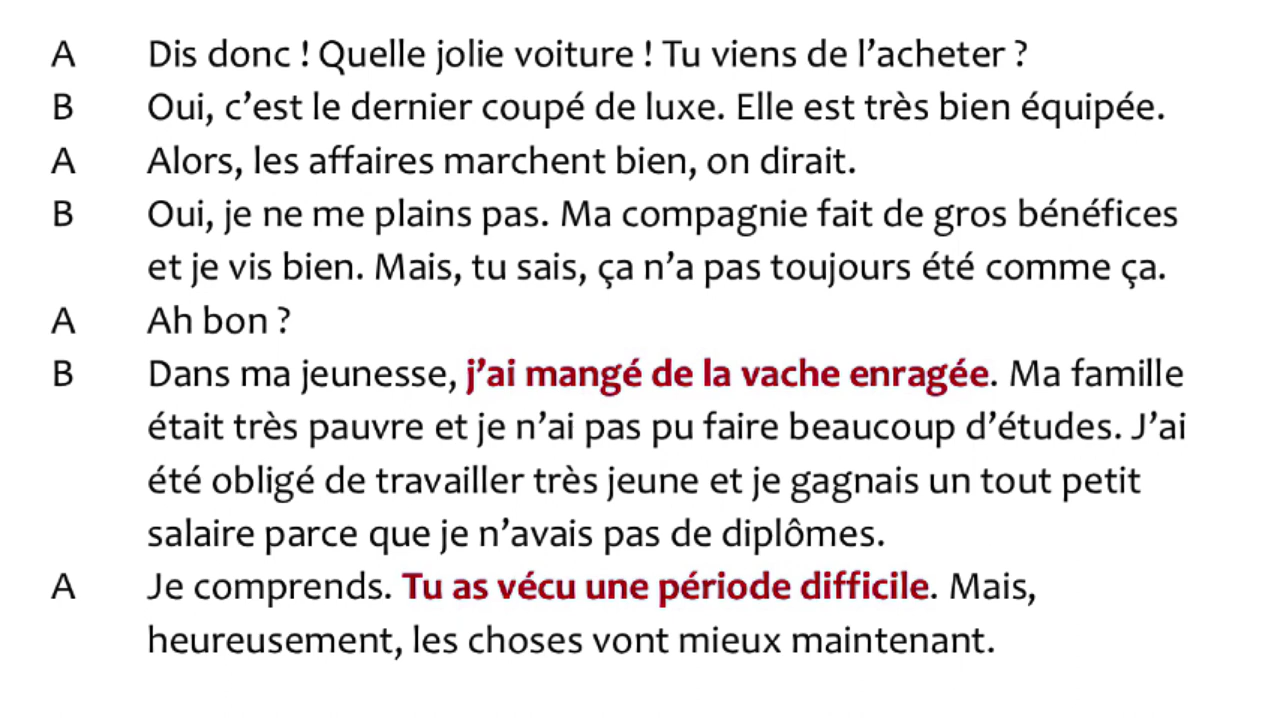 A Dis donc ! Quelle jolie voiture ! Tu viens de l’acheter ?
B Oui, c’est le dernier coupé de luxe. Elle est très bien équipée.
A Alors, les affaires marchent bien, on dirait.
B Oui, je ne me plains pas. Ma compagnie fait de gros bénéfices
et je vis bien. Mais, tu sais, ça n’a pas toujours été comme ça.
A Ah bon ?
B Dans ma jeunesse, j’ai mangé de la vache enragée. Ma famille
était très pauvre et je n’ai pas pu faire beaucoup d’études. J’ai
été obligé de travailler très jeune et je gagnais un tout petit
salaire parce que je n’avais pas de diplômes.
A Je comprends. Tu as vécu une période difficile. Mais,
heureusement, les choses vont mieux maintenant.